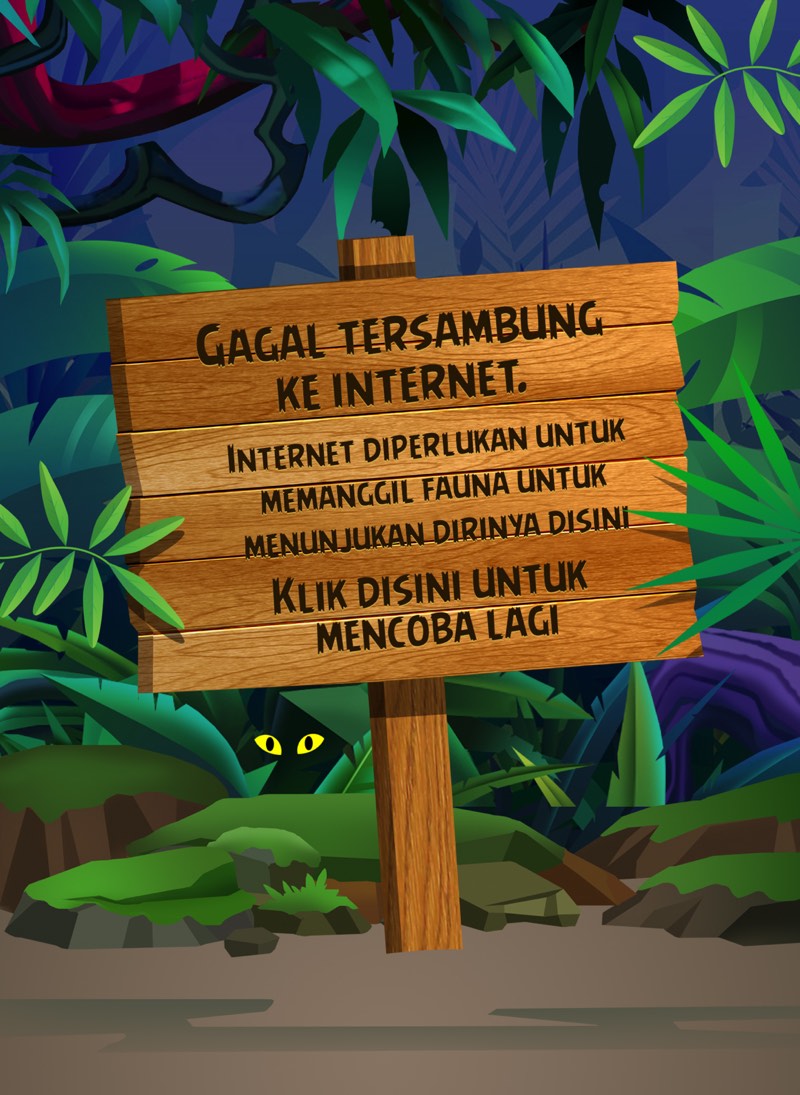 GAGAL TERSAMBUNG
KE INTERNET.
INTERNET DIPERLUKAN UNTUK
MEMANGGIL FAUNA UNTUK
MENUNJUKAN DIRINYA DISINI
KLIK DISINI UNTUK
MENCOBA LAGI